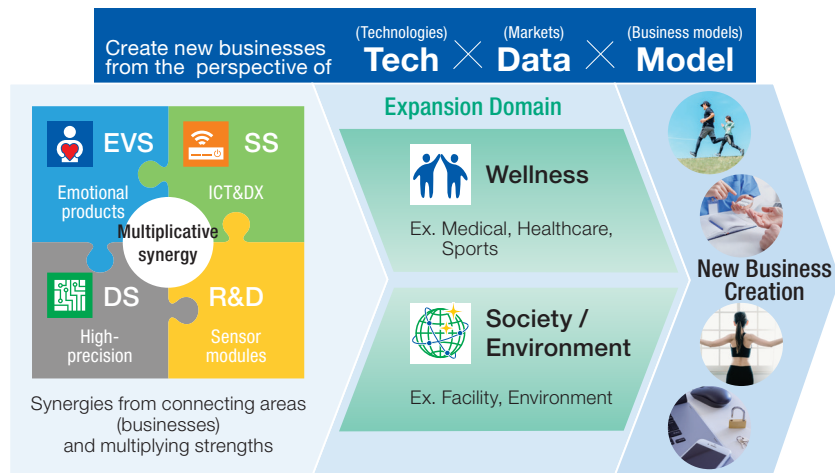 Create new businesses
from the perspective of
(Technologies)
Tech
(Markets)
Data
(Business models)
Model
EVS
Emotional
products
SS
ICT&DX
Multiplicative
synergy
DS
High-
precision
R&D
Sensor
modules
Synergies from connecting areas
(businesses)
and multiplying strengths
Expansion Domain
Wellness
Ex. Medical, Healthcare,
Sports
Society /
Environment
Ex. Facility, Environment
New Business
Creation